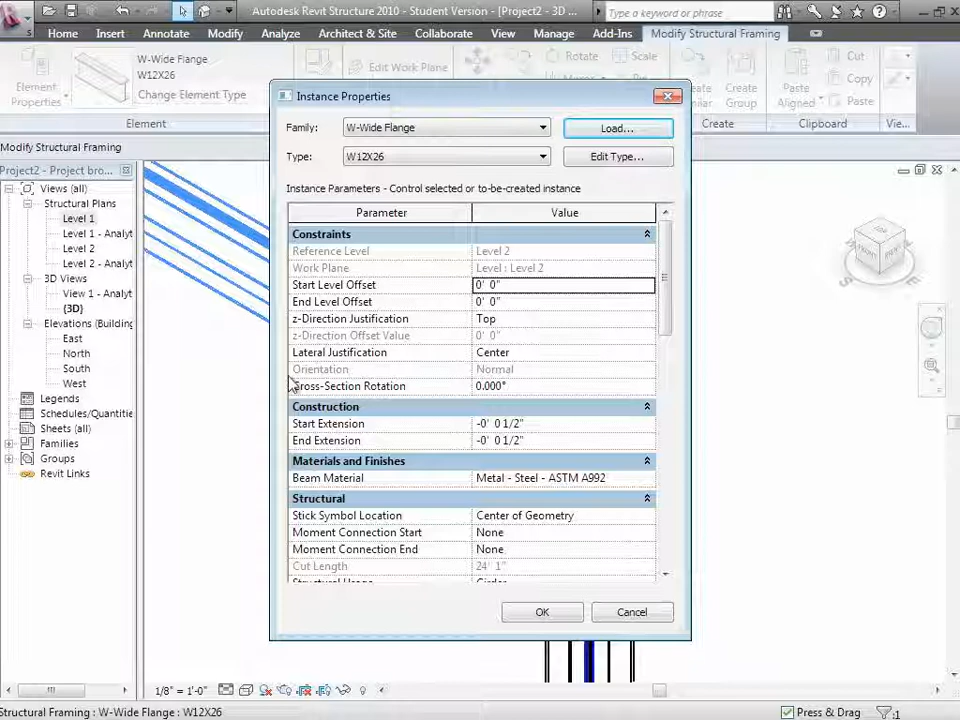 Autodesk Revit Structure 2010 - Student Version - [Project2 - 3D ...
Type a keyword or phrase
Home Insert Annotate Modify Analyze Architect & Site Collaborate View Manage Add-Ins Modify Structural Framing
Element
Properties
W-Wide Flange
W12X26
Change Element Type
Edit Work Plane
Rotate
Scale
Create
Group
Paste
Aligned
Cut
Copy
Paste
Element
Create
Clipboard
Vie...
Modify Structural Framing
Project2 - Project bro...
Views (all)
Structural Plans
Level 1
Level 1 - Analyt
Level 2
Level 2 - Analyt
3D Views
View 1 - Analyt
{3D}
Elevations (Building
East
North
South
West
Legends
Schedules/Quantitie
Sheets (all)
Families
Groups
Revit Links
Instance Properties
Family: W-Wide Flange Load...
Type: W12X26 Edit Type...
Instance Parameters - Control selected or to-be-created instance
Parameter Value
Constraints
Reference Level Level 2
Work Plane Level : Level 2
Start Level Offset 0' 0"
End Level Offset 0' 0"
z-Direction Justification Top
z-Direction Offset Value 0' 0"
Lateral Justification Center
Orientation Normal
Cross-Section Rotation 0.000°
Construction
Start Extension -0' 0 1/2"
End Extension -0' 0 1/2"
Materials and Finishes
Beam Material Metal - Steel - ASTM A992
Structural
Stick Symbol Location Center of Geometry
Moment Connection Start None
Moment Connection End None
Cut Length 24' 1"
Structural Usage Girder
OK Cancel
1/8" = 1'-0"
Structural Framing : W-Wide Flange : W12X26
Press & Drag
:1